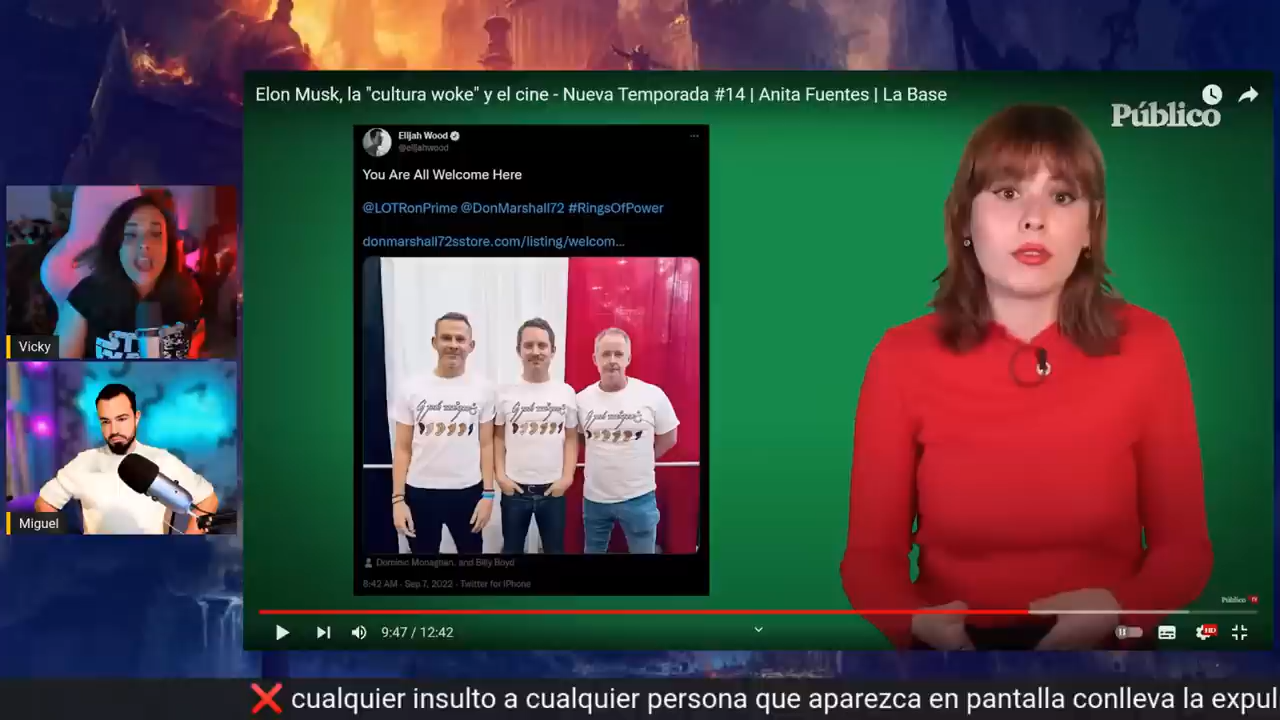 Elon Musk, la "cultura woke" y el cine - Nueva Temporada #14 | Anita Fuentes | La Base
Público
Elijah Wood
@elijahwood
You Are All Welcome Here
@LOTRonPrime @DonMarshall72 #RingsOfPower
donmarshall72sstore.com/listing/welcom...
Dominic Monaghan, and Billy Boyd
8:42 AM · Sep 7, 2022 · Twitter for iPhone
Vicky
Miguel
Público
9:47 / 12:42
HD
❌ cualquier insulto a cualquier persona que aparezca en pantalla conlleva la expul